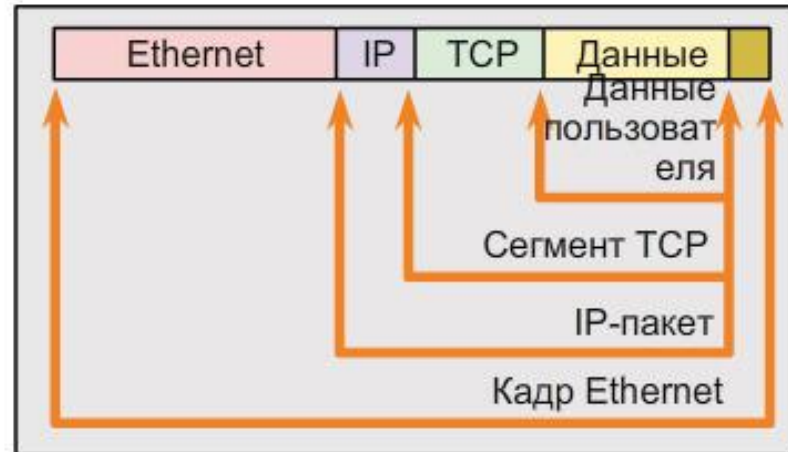 Ethernet IP TCP Данные
Данные
пользоват
еля
Сегмент TCP
IP-пакет
Кадр Ethernet